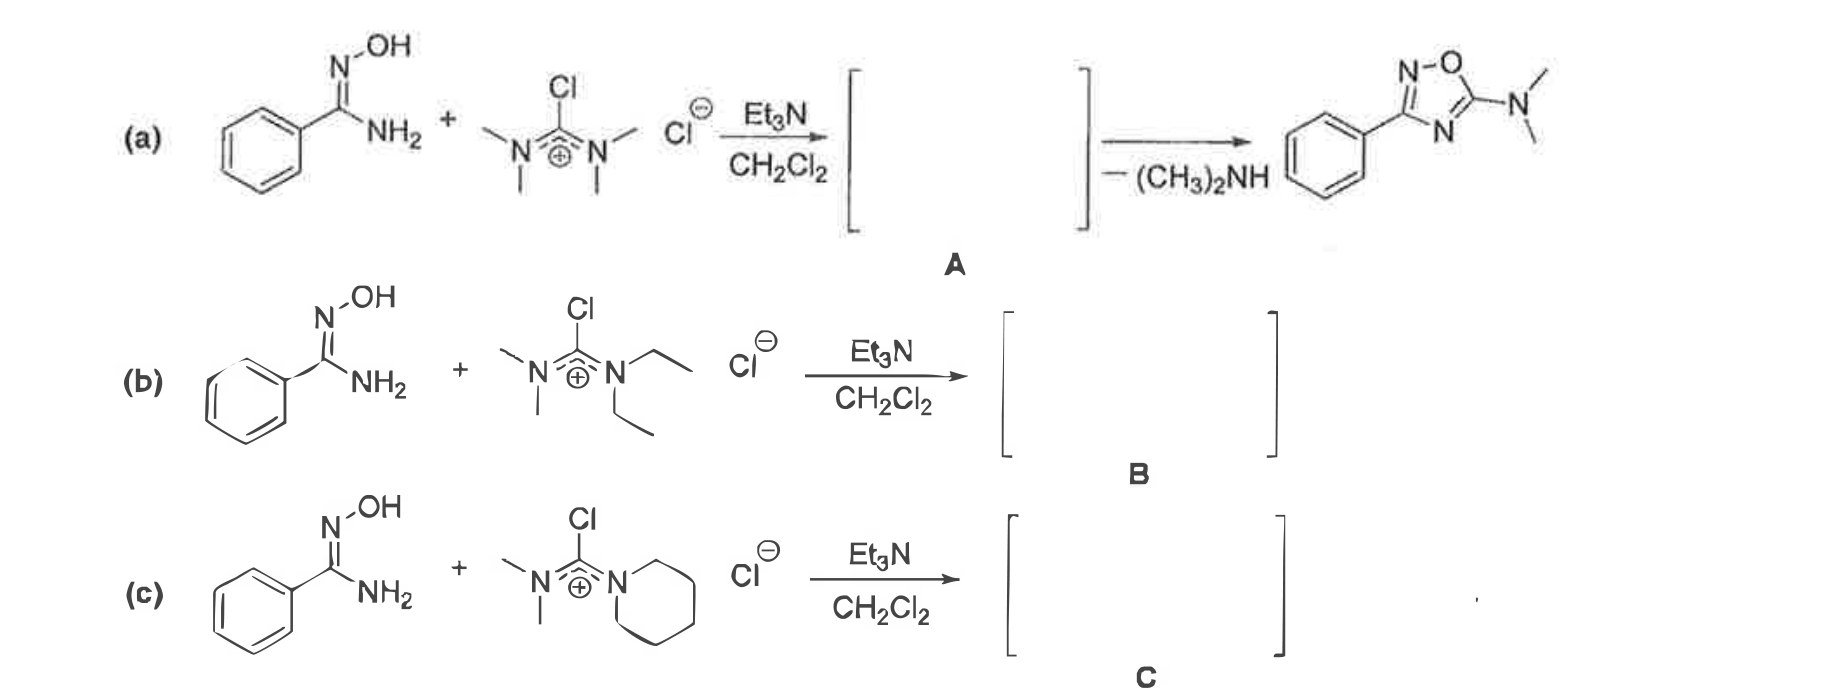 (a) N OH NH2 + Cl N ⊕ N Cl ⊖ Et3N CH2Cl2 − (CH3)2NH N O N N
A
(b) N OH NH2 + Cl N ⊕ N Cl ⊖ Et3N CH2Cl2
B
(c) N OH NH2 + Cl N ⊕ N Cl ⊖ Et3N CH2Cl2
C